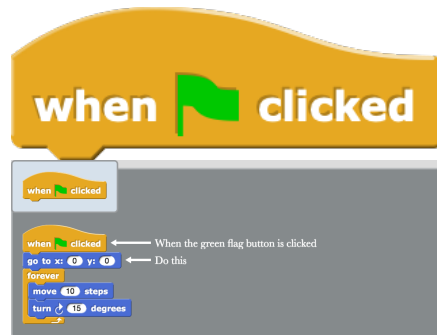 when clicked
when clicked
when clicked When the green flag button is clicked
go to x: 0 y: 0 Do this
forever
move 10 steps
turn 15 degrees